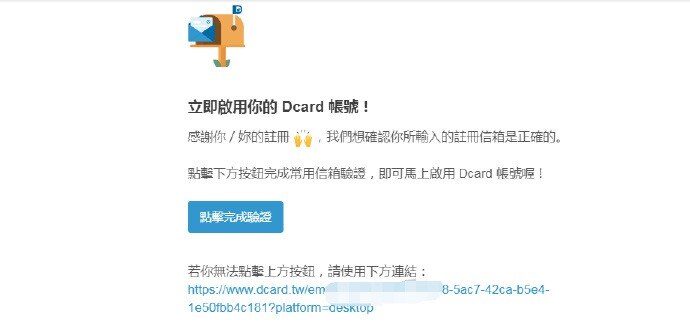 立即啟用你的 Dcard 帳號！
感謝你 / 妳的註冊 🙌，我們想確認你所輸入的註冊信箱是正確的。
點擊下方按鈕完成常用信箱驗證，即可馬上啟用 Dcard 帳號喔！
點擊完成驗證
若你無法點擊上方按鈕，請使用下方連結：
https://www.dcard.tw/em 8-5ac7-42ca-b5e4-
1e50fbb4c181?platform=desktop